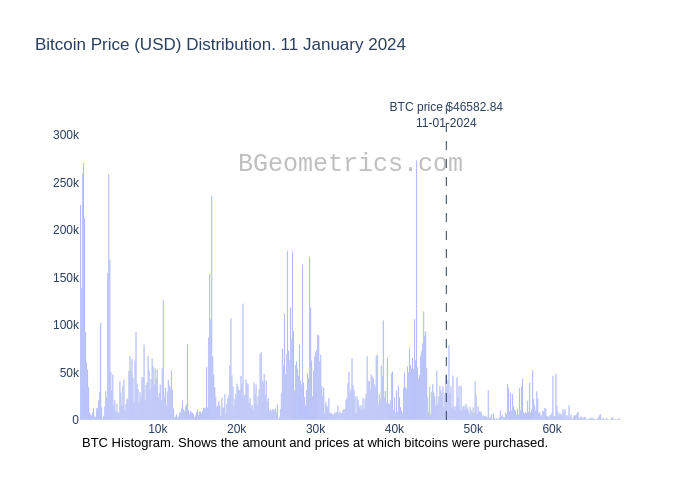 Bitcoin Price (USD) Distribution. 11 January 2024
BTC price $46582.84
11-01-2024
300k
BGeometrics.com
250k
200k
150k
100k
50k
0
10k 20k 30k 40k 50k 60k
BTC Histogram. Shows the amount and prices at which bitcoins were purchased.